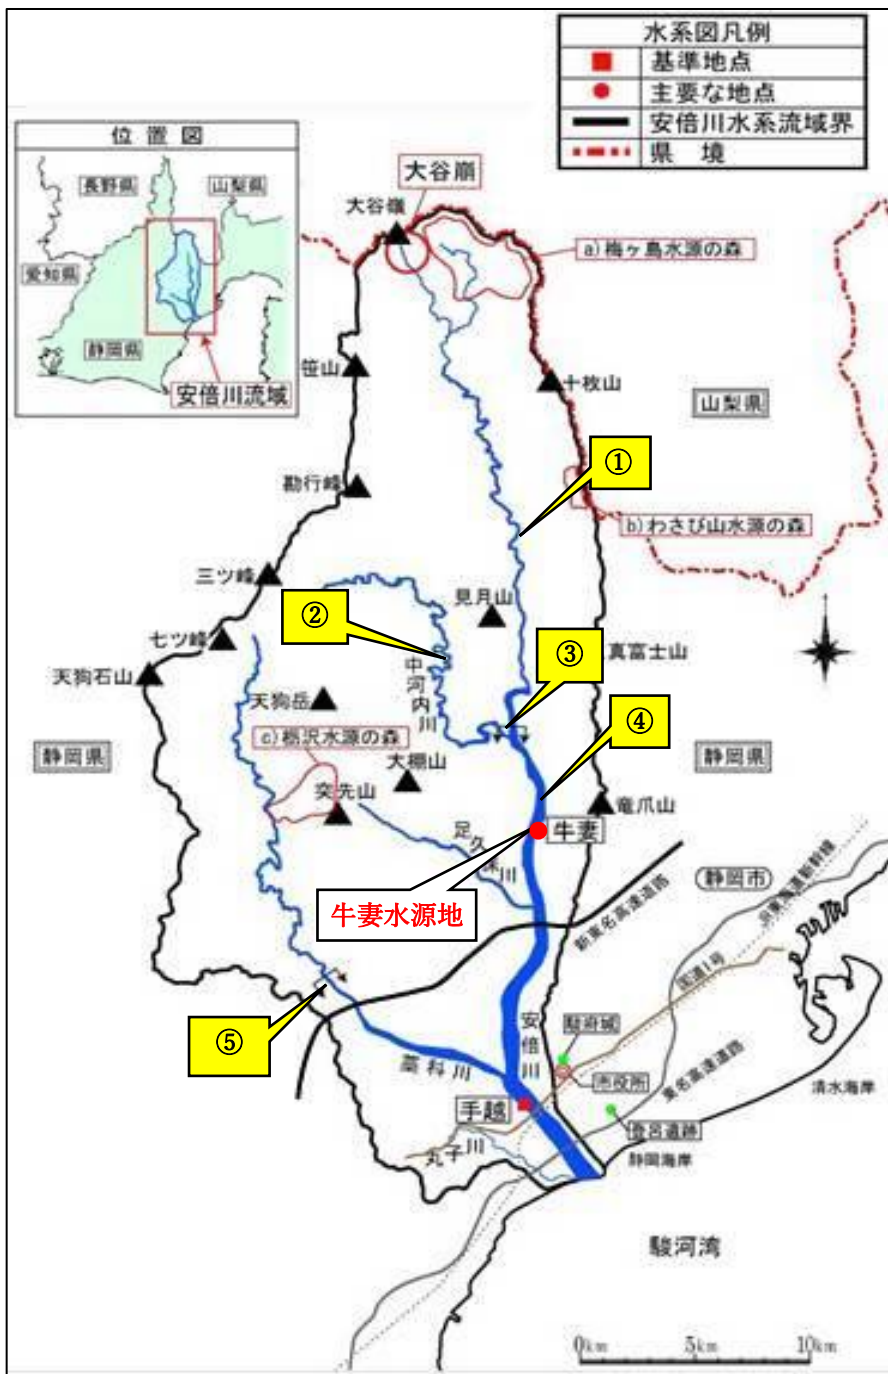 水系図凡例
基準地点
主要な地点
安倍川水系流域界
県 境
位 置 図
長野県
山梨県
愛知県
静岡県
安倍川流域
大谷崩
大谷嶺
a)梅ヶ島水源の森
笹山
十枚山
山梨県
①
勘行峰
b)わさび山水源の森
三ツ峰
見月山
②
七ツ峰
③
真富士山
中河内川
天狗石山
天狗岳
④
c)栃沢水源の森
静岡県
大棚山
静岡県
突先山
竜爪山
牛妻
足久保川
静岡市
JR東海道新幹線
牛妻水源地
新東名高速道路
国道1号
⑤
安倍川
駿府城
藁科川
市役所
東名高速道路
清水海岸
手越
登呂遺跡
丸子川
静岡海岸
駿河湾
0km
5km
10km